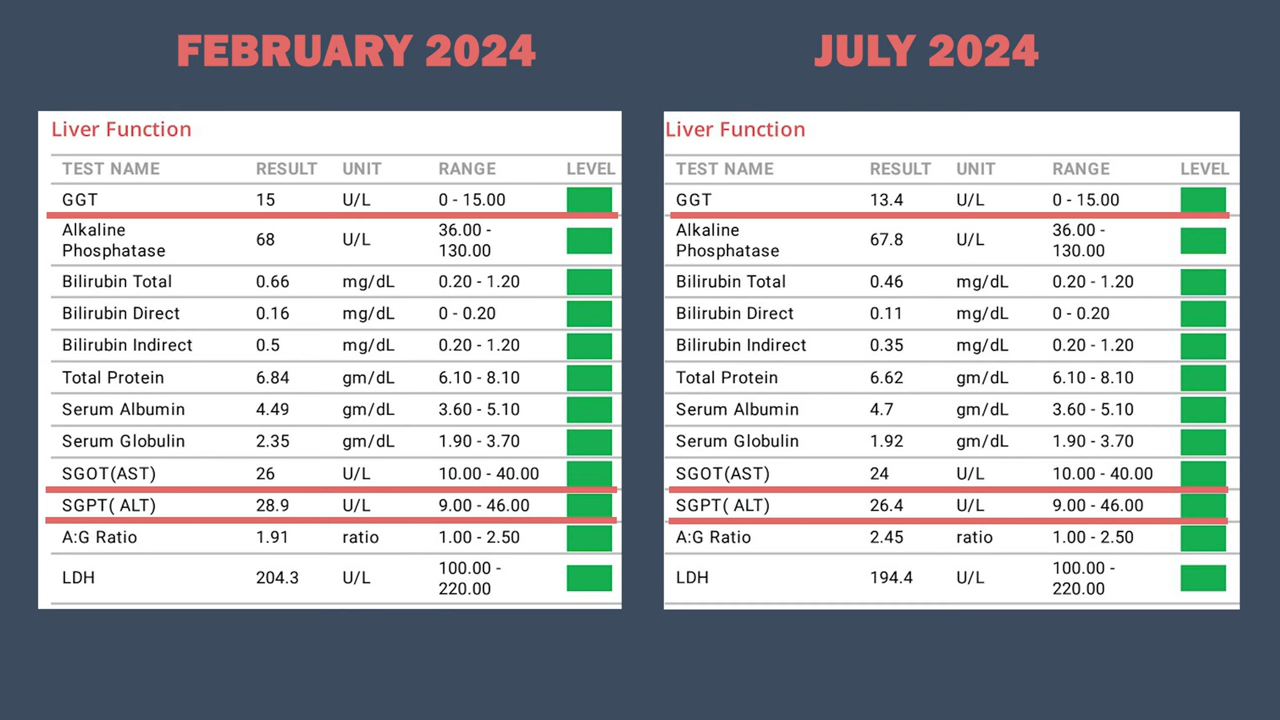 FEBRUARY 2024
Liver Function
TEST NAME RESULT UNIT RANGE LEVEL
GGT 15 U/L 0 - 15.00
Alkaline
Phosphatase 68 U/L 36.00 -
130.00
Bilirubin Total 0.66 mg/dL 0.20 - 1.20
Bilirubin Direct 0.16 mg/dL 0 - 0.20
Bilirubin Indirect 0.5 mg/dL 0.20 - 1.20
Total Protein 6.84 gm/dL 6.10 - 8.10
Serum Albumin 4.49 gm/dL 3.60 - 5.10
Serum Globulin 2.35 gm/dL 1.90 - 3.70
SGOT(AST) 26 U/L 10.00 - 40.00
SGPT( ALT) 28.9 U/L 9.00 - 46.00
A:G Ratio 1.91 ratio 1.00 - 2.50
LDH 204.3 U/L 100.00 -
220.00
JULY 2024
Liver Function
TEST NAME RESULT UNIT RANGE LEVEL
GGT 13.4 U/L 0 - 15.00
Alkaline
Phosphatase 67.8 U/L 36.00 -
130.00
Bilirubin Total 0.46 mg/dL 0.20 - 1.20
Bilirubin Direct 0.11 mg/dL 0 - 0.20
Bilirubin Indirect 0.35 mg/dL 0.20 - 1.20
Total Protein 6.62 gm/dL 6.10 - 8.10
Serum Albumin 4.7 gm/dL 3.60 - 5.10
Serum Globulin 1.92 gm/dL 1.90 - 3.70
SGOT(AST) 24 U/L 10.00 - 40.00
SGPT( ALT) 26.4 U/L 9.00 - 46.00
A:G Ratio 2.45 ratio 1.00 - 2.50
LDH 194.4 U/L 100.00 -
220.00